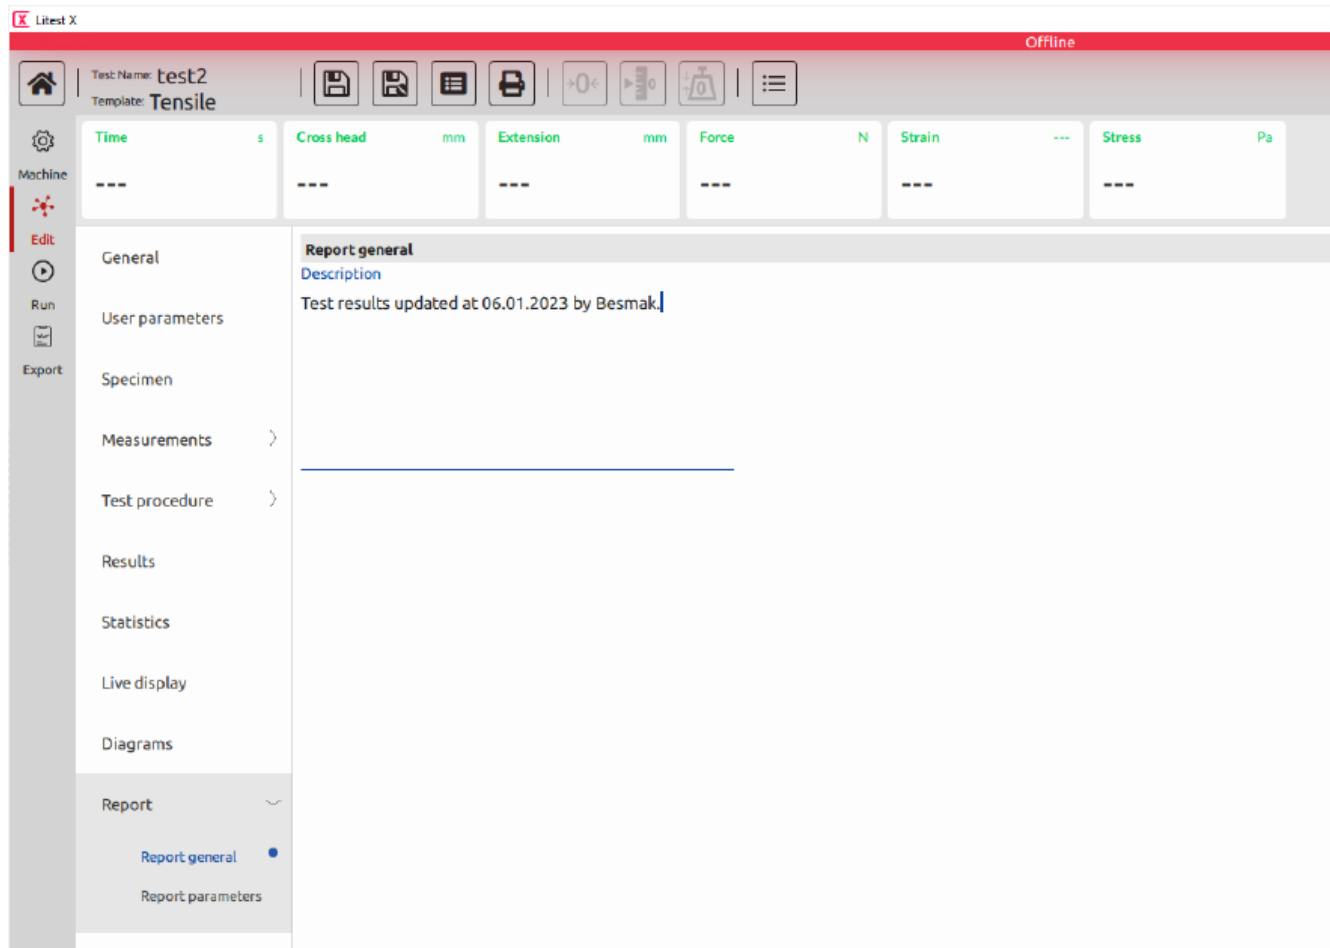 Litest X
Offline
Test Name: test2
Template: Tensile
Time s
---
Cross head mm
---
Extension mm
---
Force N
---
Strain ---
---
Stress Pa
---
Machine
Edit
Run
Export
General
User parameters
Specimen
Measurements
Test procedure
Results
Statistics
Live display
Diagrams
Report
Report general
Report parameters
Report general
Description
Test results updated at 06.01.2023 by Besmak.